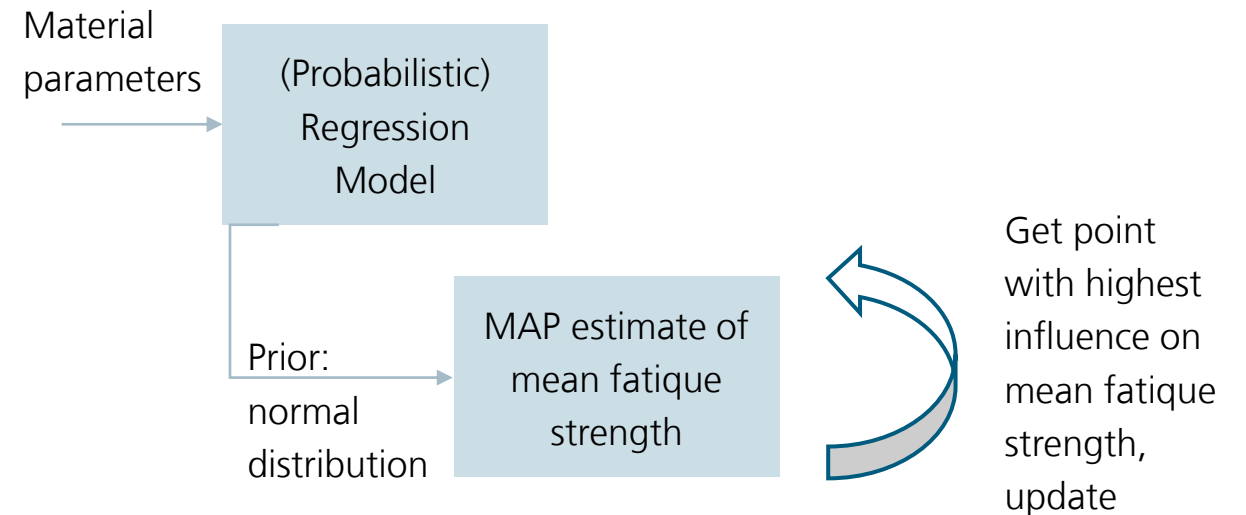 Material
parameters
(Probabilistic)
Regression
Model
Prior:
normal
distribution
MAP estimate of
mean fatique
strength
Get point
with highest
influence on
mean fatique
strength,
update